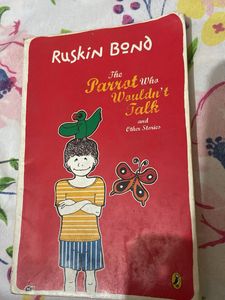 Ruskin Bond
The
Parrot Who
Wouldn't
Talk
and
Other Stories